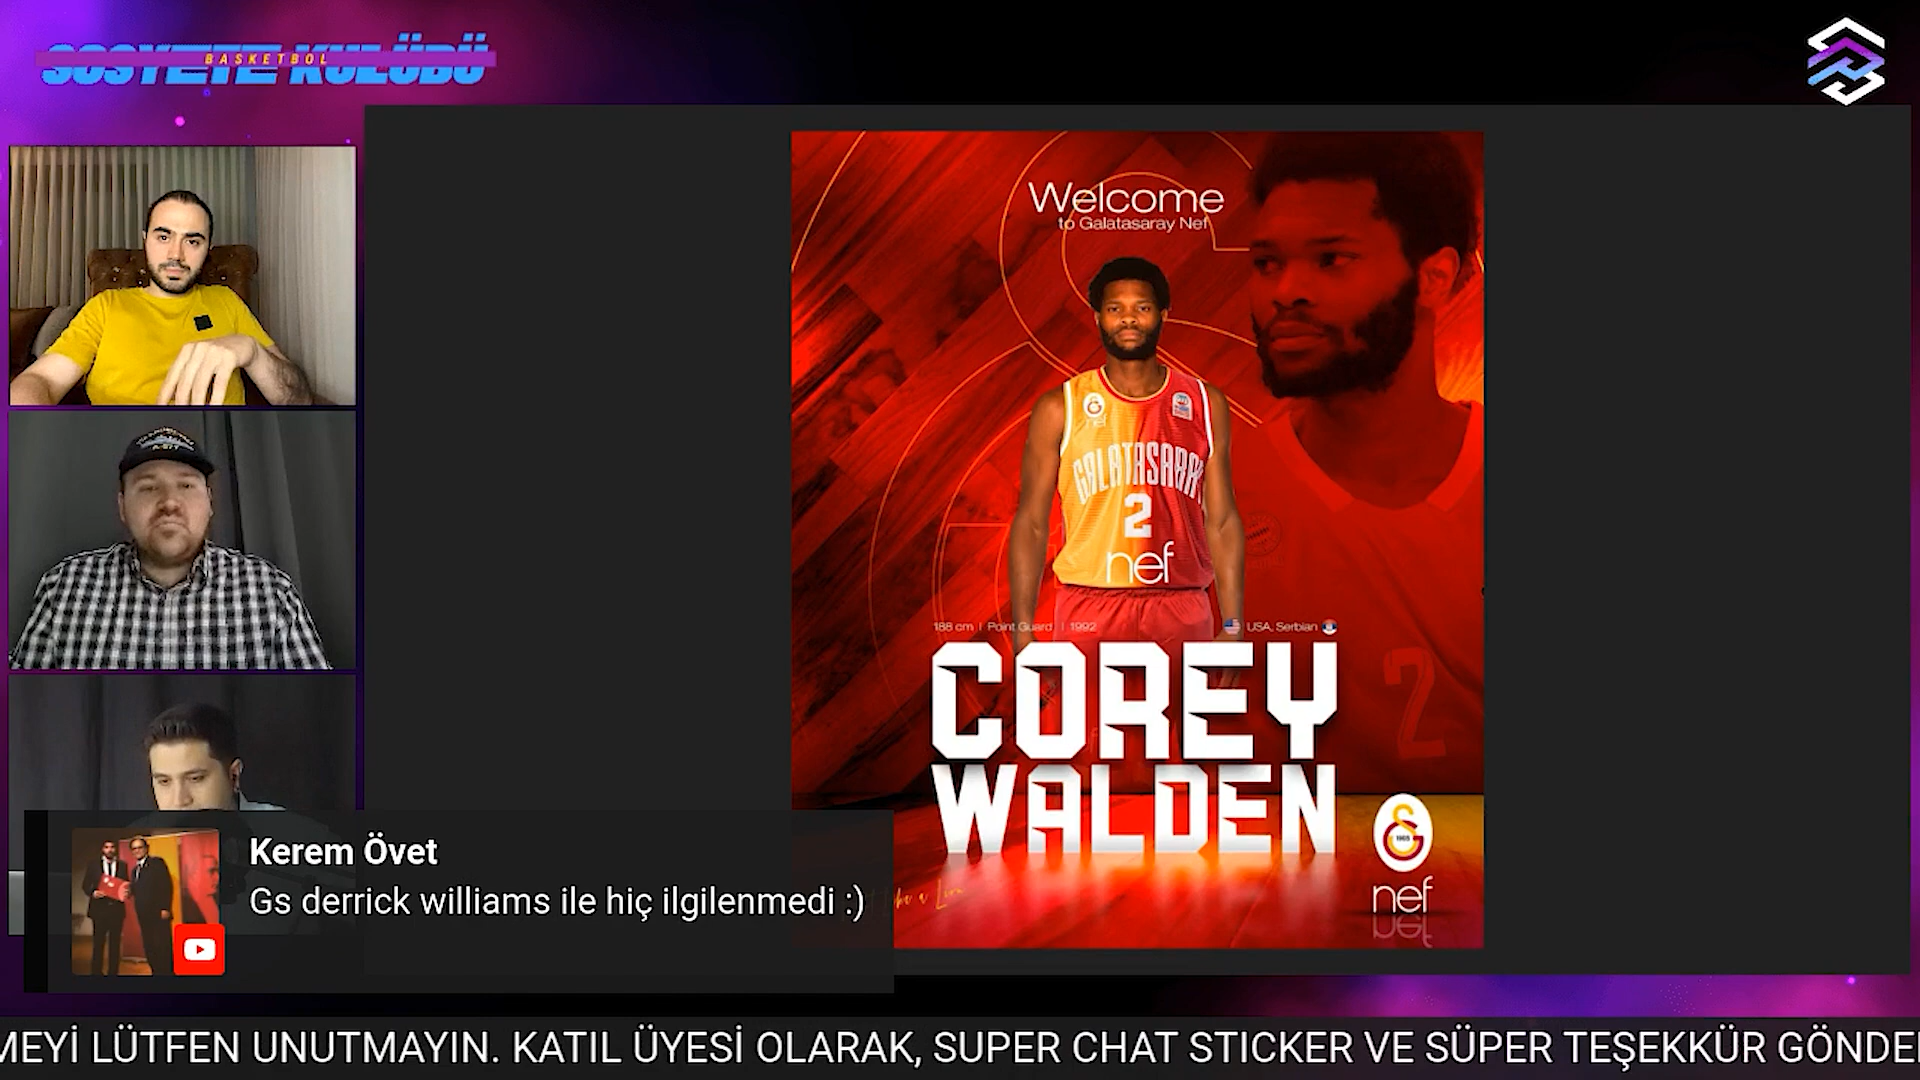 SOSYETE KULÜBÜ
BASKETBOL
Welcome
to Galatasaray Nef
GALATASARAY
2
nef
188 cm | Point Guard | 1992
USA, Serbian
COREY
WALDEN
2
1905
nef
Kerem Övet
Gs derrick williams ile hiç ilgilenmedi :)
MEYİ LÜTFEN UNUTMAYIN. KATIL ÜYESİ OLARAK, SUPER CHAT STICKER VE SÜPER TEŞEKKÜR GÖNDE